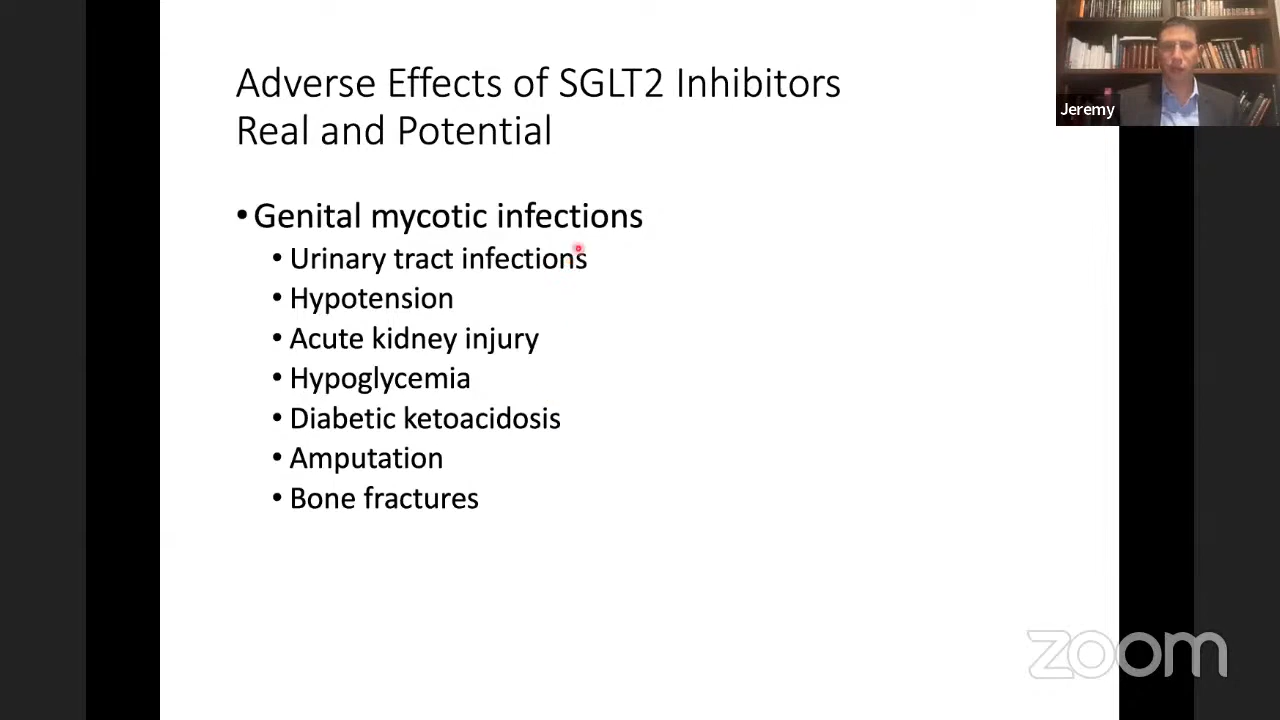 Adverse Effects of SGLT2 Inhibitors
Real and Potential
Jeremy
• Genital mycotic infections
• Urinary tract infections
• Hypotension
• Acute kidney injury
• Hypoglycemia
• Diabetic ketoacidosis
• Amputation
• Bone fractures
zoom